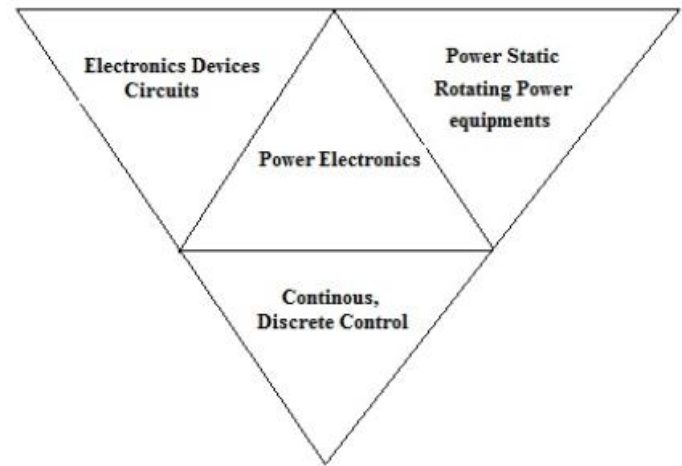 Electronics Devices
Circuits
Power Static
Rotating Power
equipments
Power Electronics
Continous,
Discrete Control